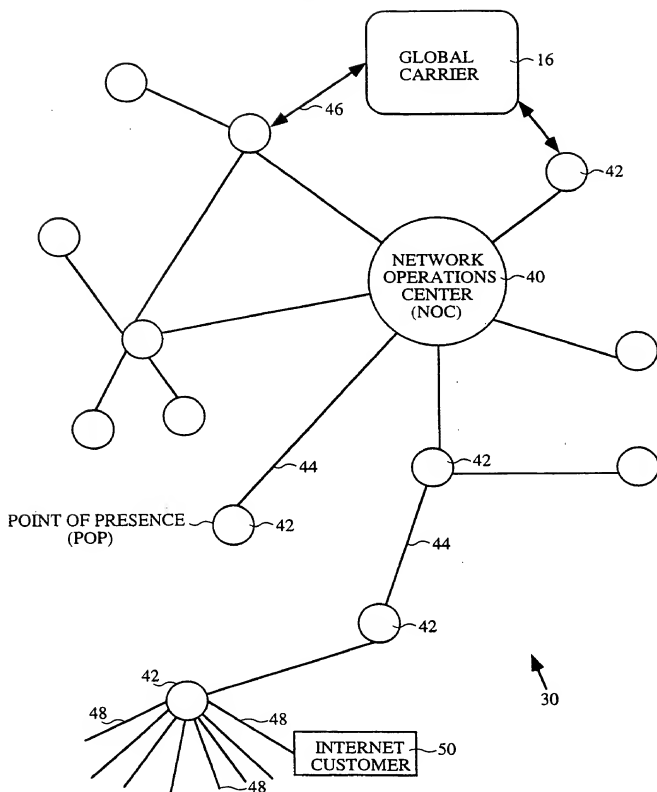 GLOBAL
CARRIER
16
46
42
NETWORK
OPERATIONS
CENTER
(NOC)
40
44
42
POINT OF PRESENCE
(POP)
42
44
42
42
30
48
48
48
INTERNET
CUSTOMER
50